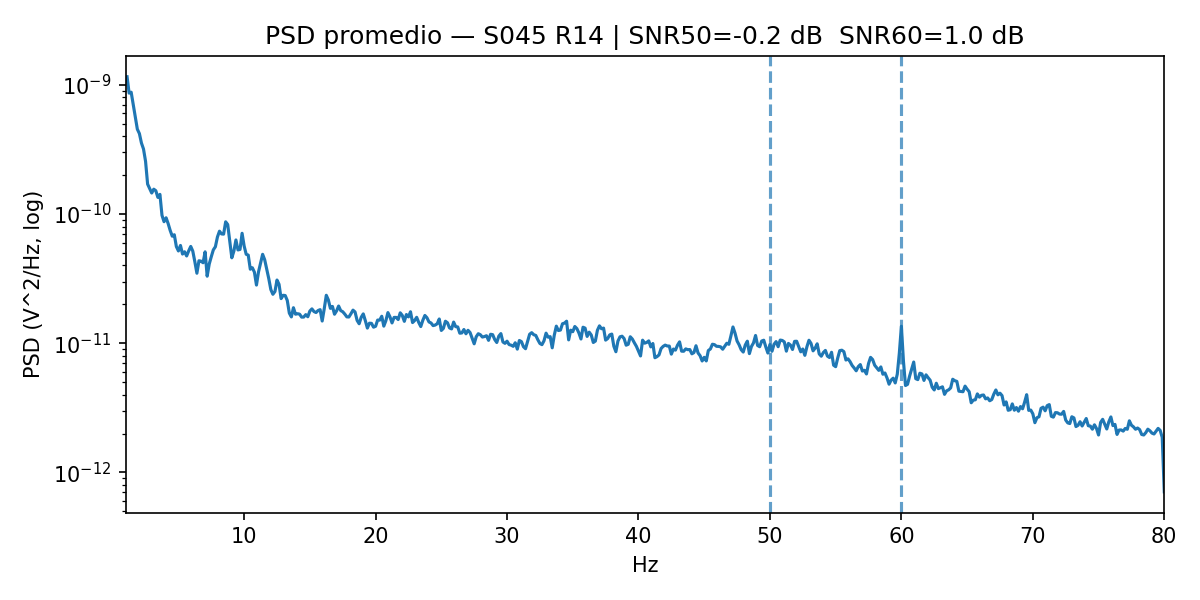 PSD promedio — S045 R14 | SNR50=-0.2 dB  SNR60=1.0 dB
PSD (V^2/Hz, log)
10⁻⁹
10⁻¹⁰
10⁻¹¹
10⁻¹²
10 20 30 40 50 60 70 80
Hz